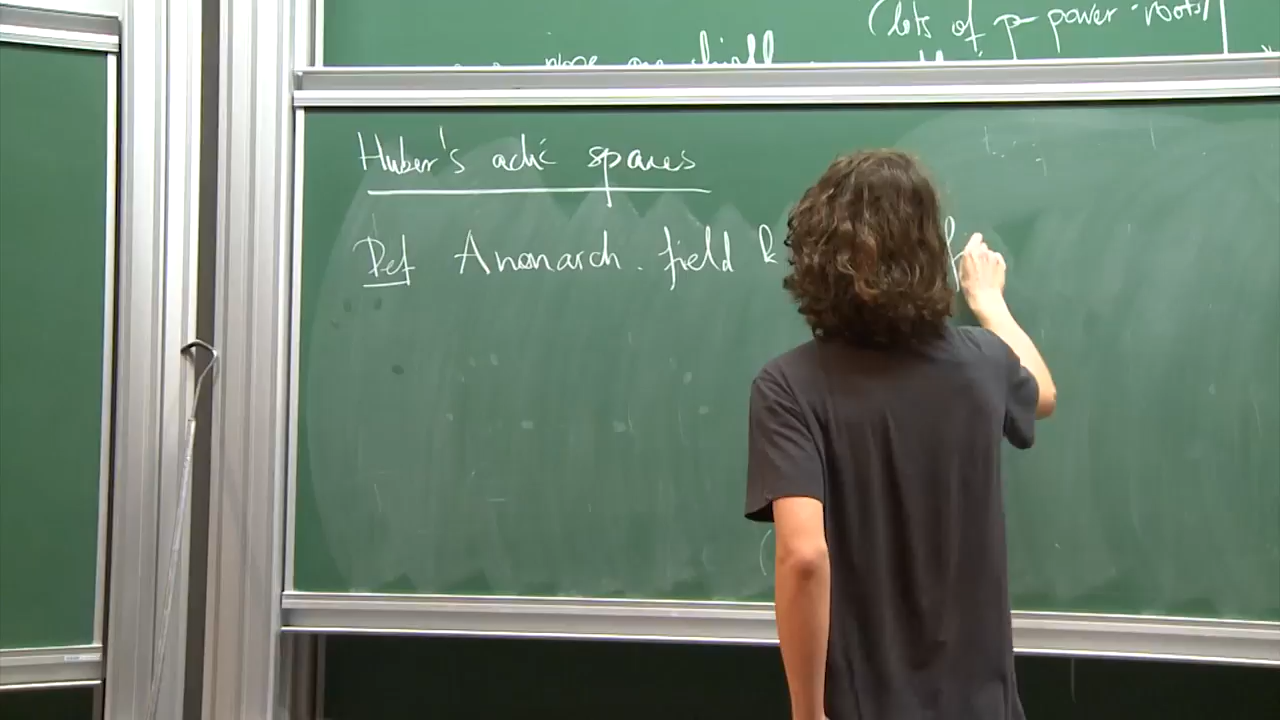 (lots of p-power-roots)
Huber's adic spaces
Def A nonarch. field k